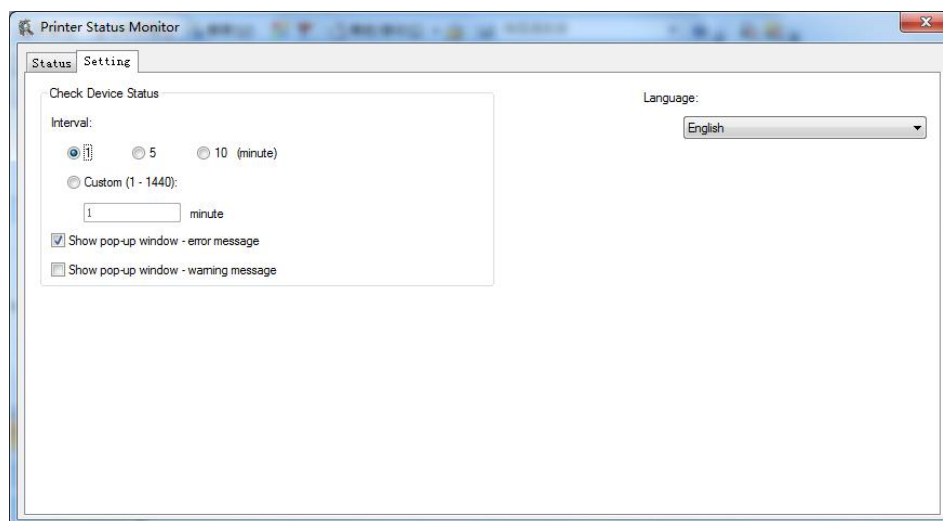 Printer Status Monitor
Status Setting
Check Device Status
Language:
Interval:
English
1 5 10 (minute)
Custom (1 - 1440):
1 minute
Show pop-up window - error message
Show pop-up window - warning message